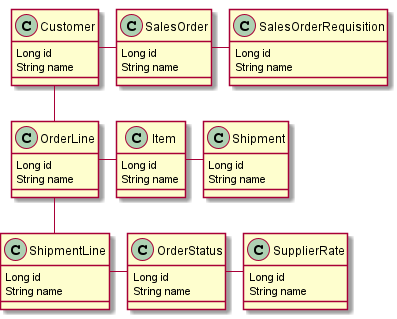 C Customer
Long id
String name
C SalesOrder
Long id
String name
C SalesOrderRequisition
Long id
String name
C OrderLine
Long id
String name
C Item
Long id
String name
C Shipment
Long id
String name
C ShipmentLine
Long id
String name
C OrderStatus
Long id
String name
C SupplierRate
Long id
String name